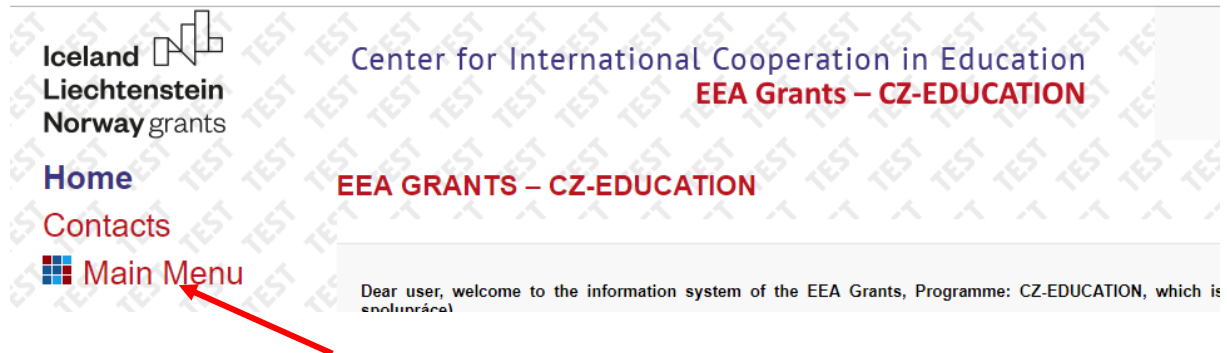 Iceland
Liechtenstein
Norway grants
Center for International Cooperation in Education
EEA Grants – CZ-EDUCATION
Home
Contacts
Main Menu
EEA GRANTS – CZ-EDUCATION
Dear user, welcome to the information system of the EEA Grants, Programme: CZ-EDUCATION, which is
spolupráce)
TEST